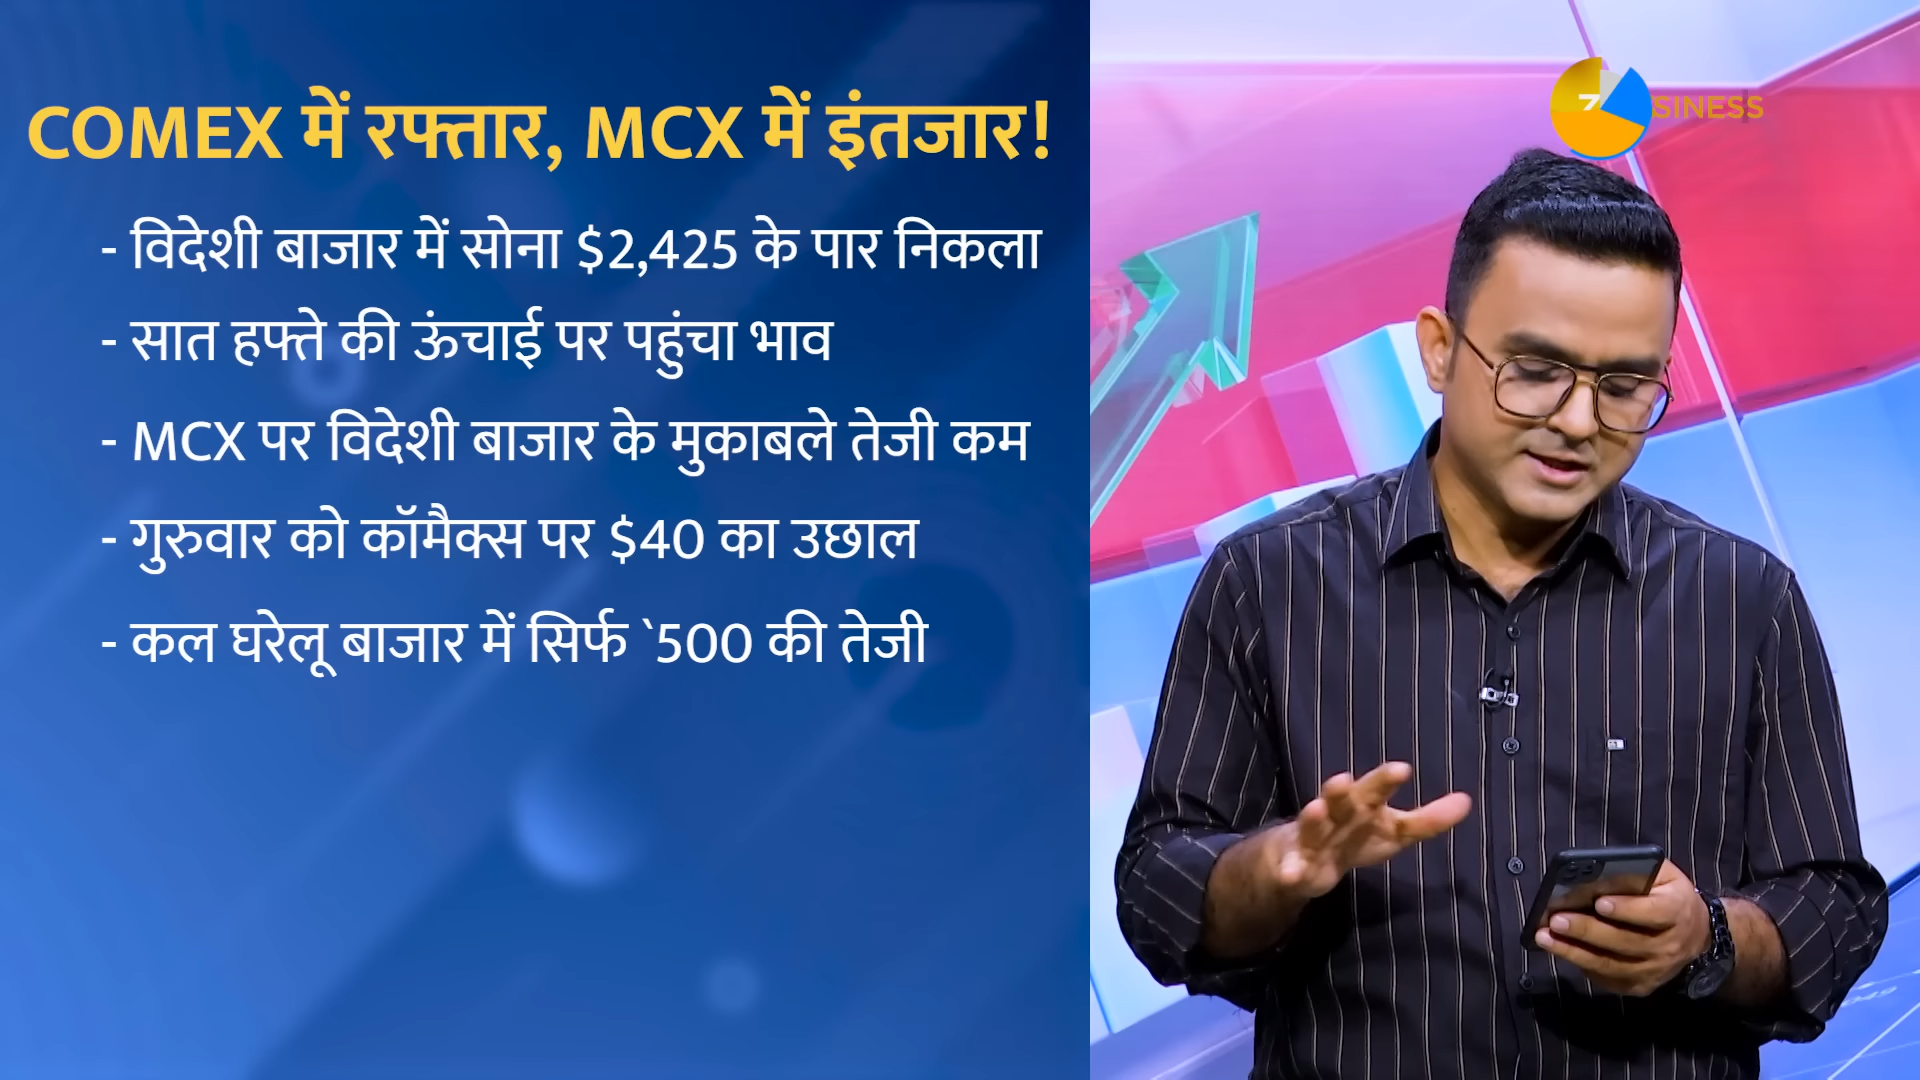 COMEX में रफ्तार, MCX में इंतजार!
- विदेशी बाजार में सोना $2,425 के पार निकला
- सात हफ्ते की ऊंचाई पर पहुंचा भाव
- MCX पर विदेशी बाजार के मुकाबले तेजी कम
- गुरुवार को कॉमैक्स पर $40 का उछाल
- कल घरेलू बाजार में सिर्फ `500 की तेजी
SINESS